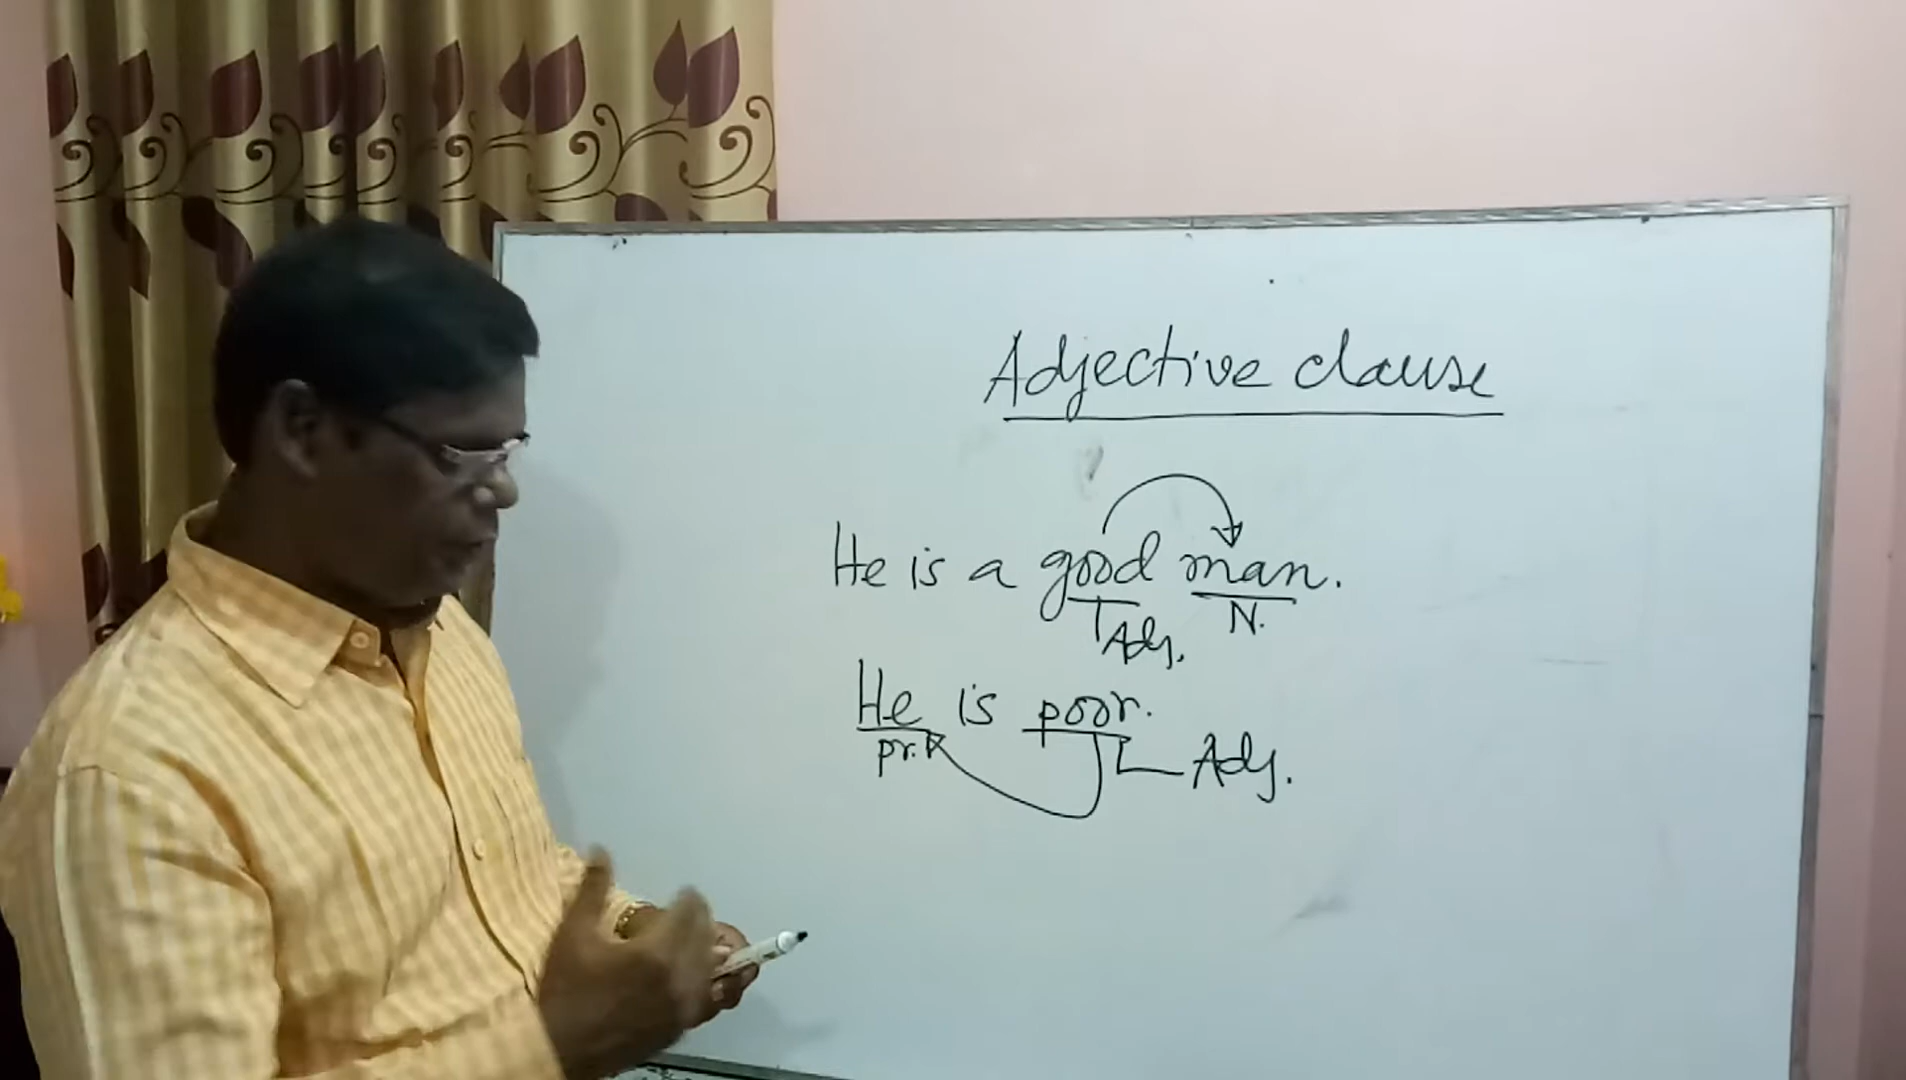 Adjective clause
He is a good man.
Adj. N.
He is poor.
pr. Adj.